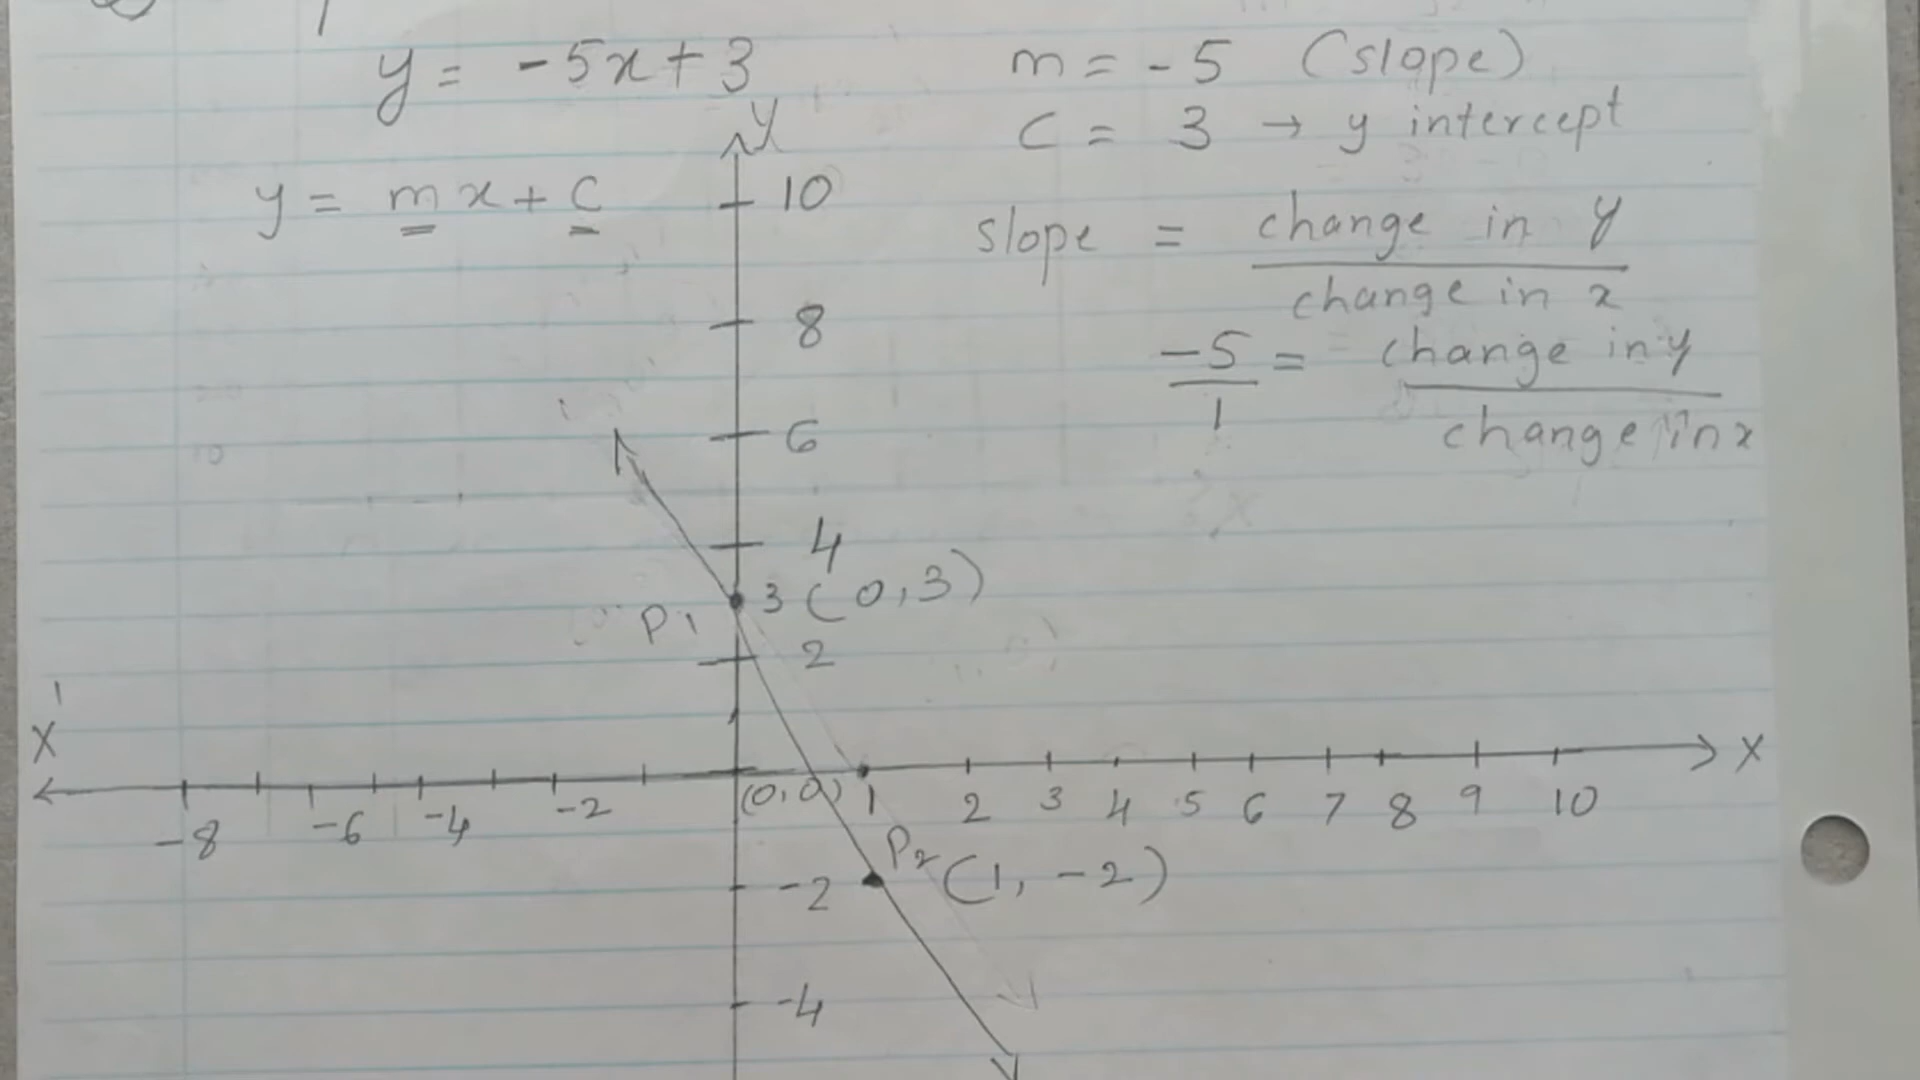 y = -5x+3
m = -5 (slope)
C = 3 → y intercept
y = mx + C
slope = change in y
change in x
-5 = change in y
1 change in x
y
10
8
6
4
3 (0,3)
P1
2
X'
X
-8 -6 -4 -2 (0,0) 1 2 3 4 5 6 7 8 9 10
P2 (1, -2)
-2
-4